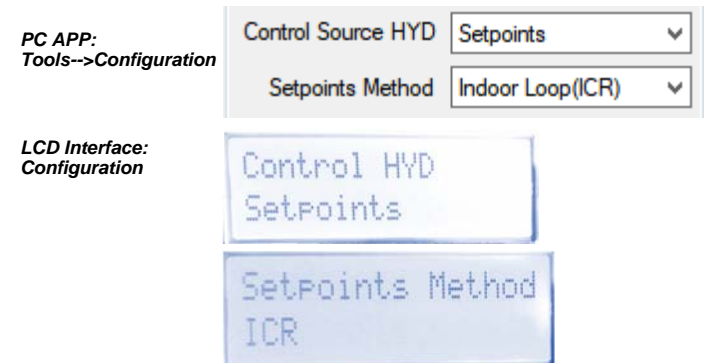 PC APP:
Tools-->Configuration
Control Source HYD Setpoints
Setpoints Method Indoor Loop(ICR)
LCD Interface:
Configuration
Control HYD
Setpoints
Setpoints Method
ICR